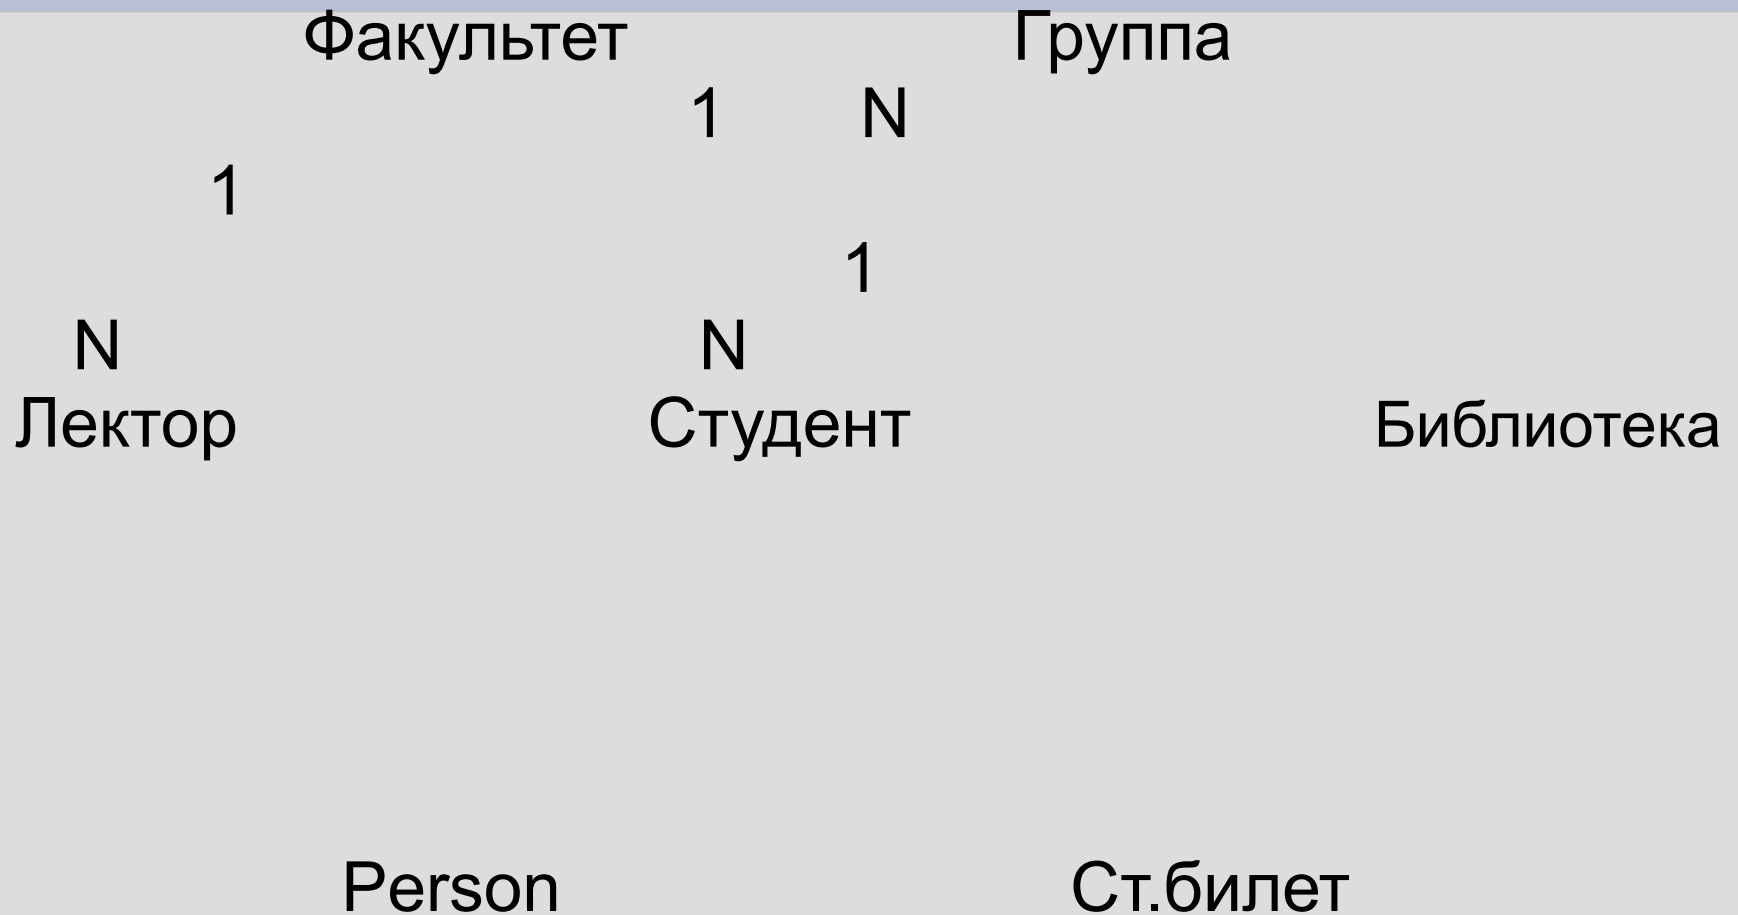 Факультет Группа
1 N
1
1
N N
Лектор Студент Библиотека
Person Ст.билет